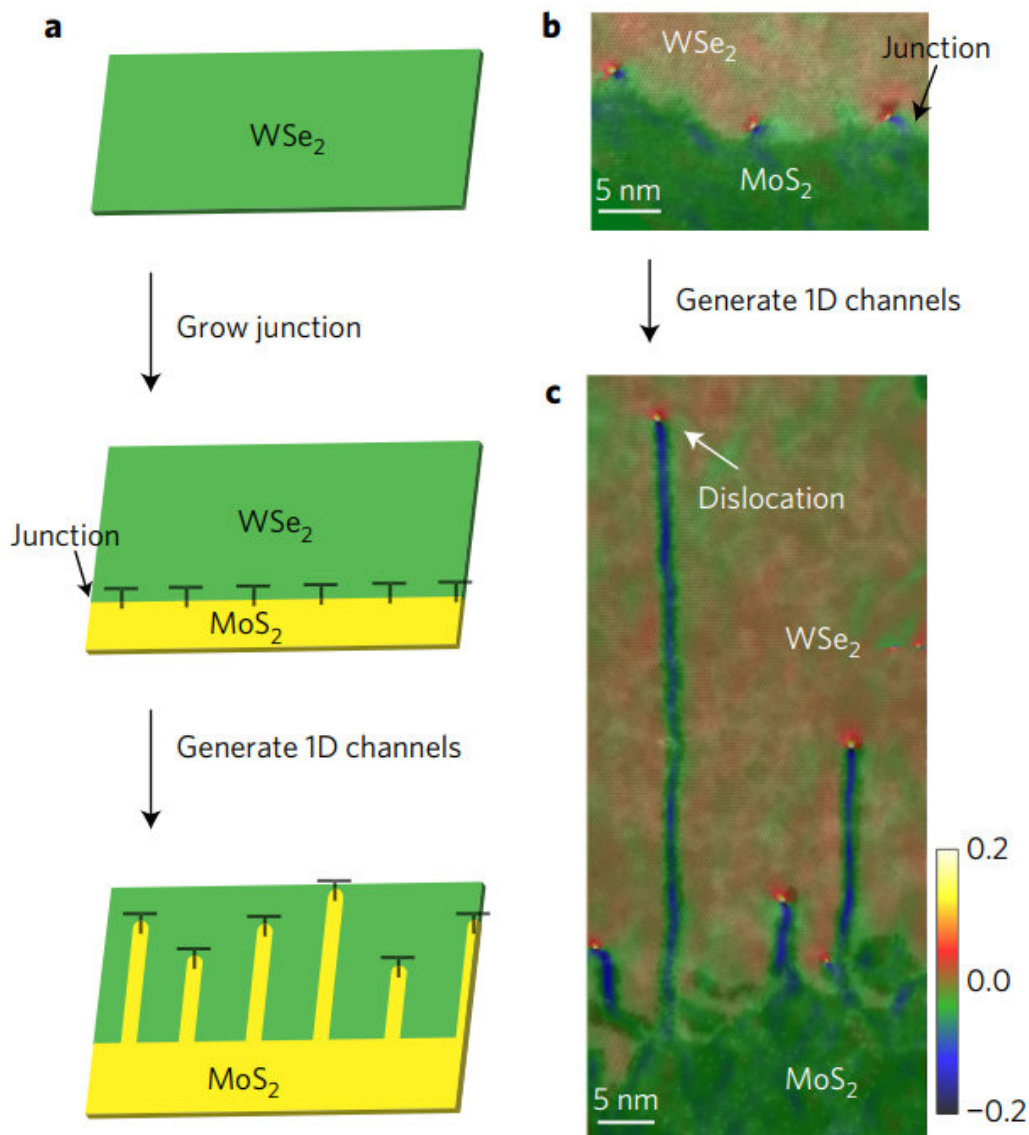 a
WSe₂
Grow junction
Junction
WSe₂
MoS₂
Generate 1D channels
MoS₂
b
WSe₂
Junction
MoS₂
5 nm
Generate 1D channels
c
Dislocation
WSe₂
MoS₂
5 nm
0.2
0.0
−0.2